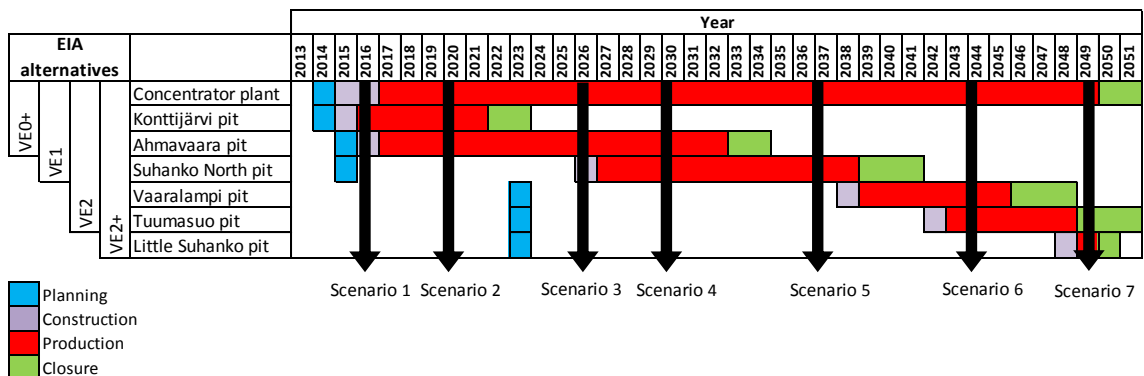 Year
EIA
alternatives
2013 2014 2015 2016 2017 2018 2019 2020 2021 2022 2023 2024 2025 2026 2027 2028 2029 2030 2031 2032 2033 2034 2035 2036 2037 2038 2039 2040 2041 2042 2043 2044 2045 2046 2047 2048 2049 2050 2051
VE0+
VE1
VE2
VE2+
Concentrator plant
Konttijärvi pit
Ahmavaara pit
Suhanko North pit
Vaaralampi pit
Tuumasuo pit
Little Suhanko pit
Scenario 1 Scenario 2 Scenario 3 Scenario 4 Scenario 5 Scenario 6 Scenario 7
Planning
Construction
Production
Closure